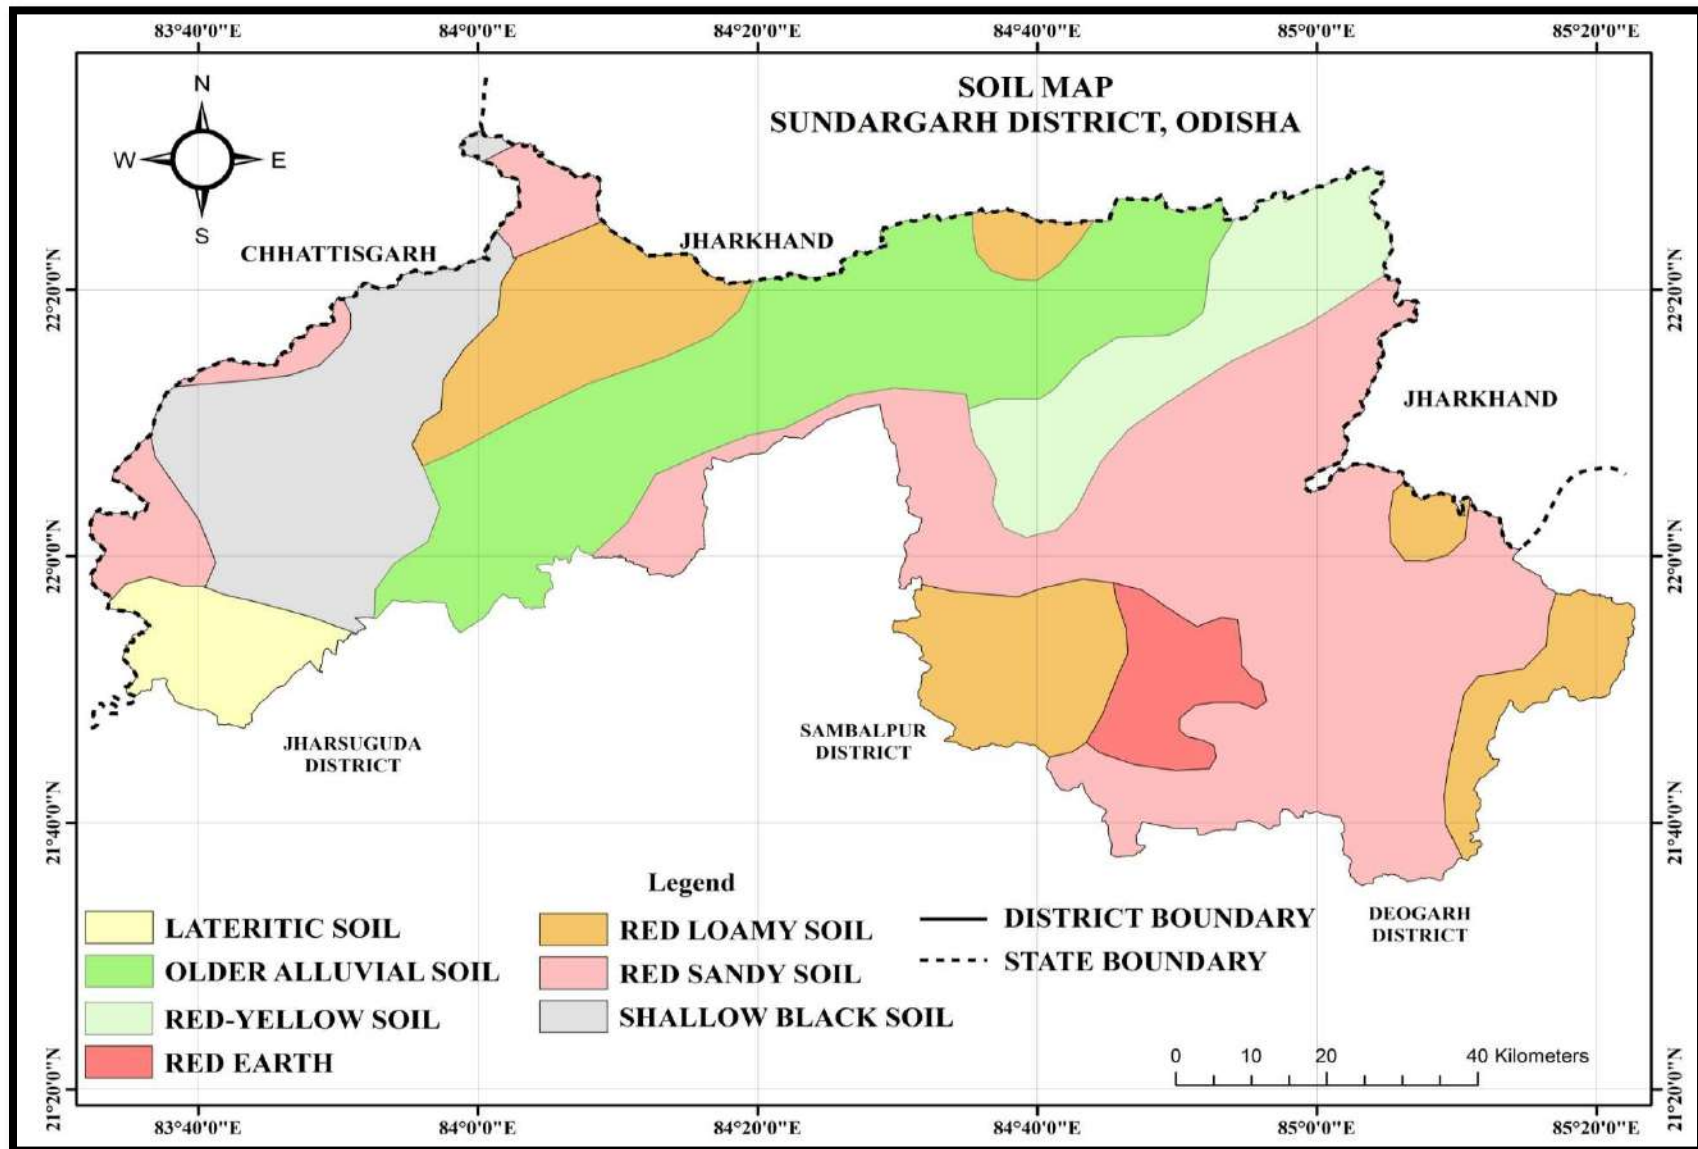 83°40'0"E 84°0'0"E 84°20'0"E 84°40'0"E 85°0'0"E 85°20'0"E
SOIL MAP
SUNDARGARH DISTRICT, ODISHA
N
W E
S
CHHATTISGARH
JHARKHAND
JHARKHAND
22°20'0"N
22°20'0"N
22°0'0"N
22°0'0"N
21°40'0"N
21°40'0"N
21°20'0"N
21°20'0"N
JHARSUGUDA
DISTRICT
SAMBALPUR
DISTRICT
DEOGARH
DISTRICT
Legend
LATERITIC SOIL
OLDER ALLUVIAL SOIL
RED-YELLOW SOIL
RED EARTH
RED LOAMY SOIL
RED SANDY SOIL
SHALLOW BLACK SOIL
DISTRICT BOUNDARY
STATE BOUNDARY
0 10 20 40 Kilometers
83°40'0"E 84°0'0"E 84°20'0"E 84°40'0"E 85°0'0"E 85°20'0"E